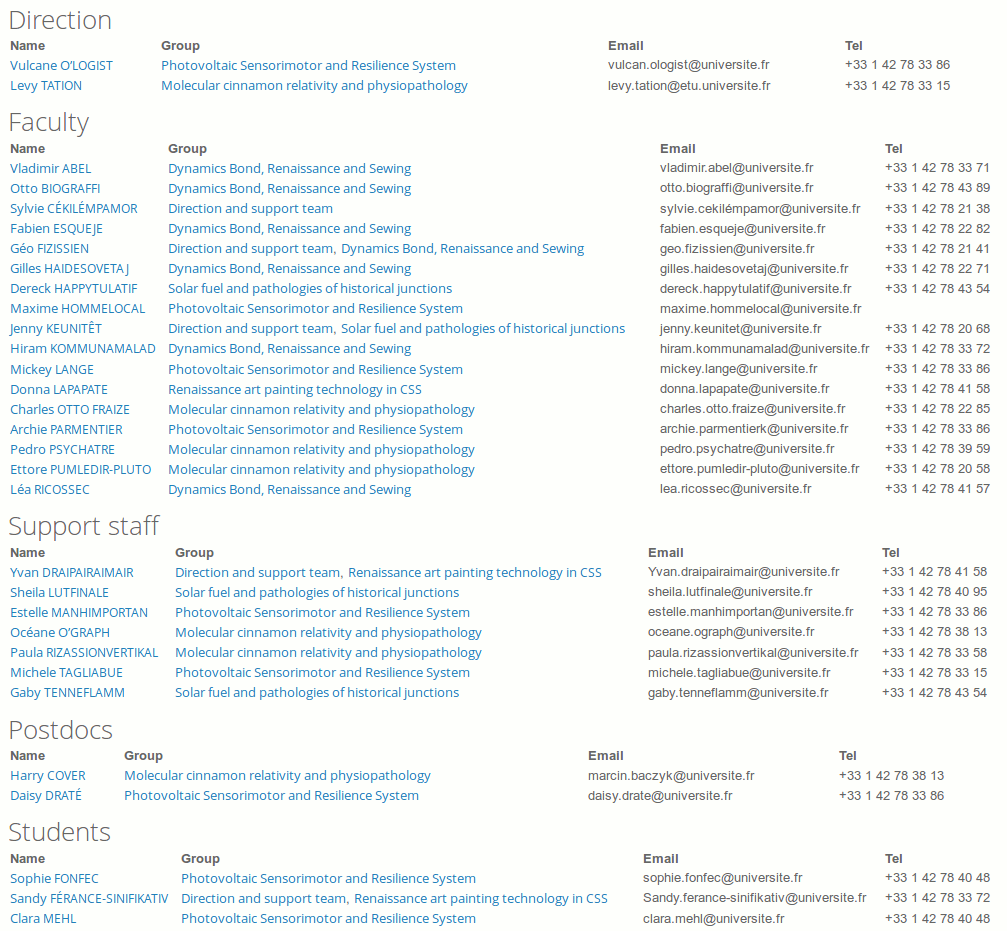 Direction
Name Group Email Tel
Vulcane O’LOGIST Photovoltaic Sensorimotor and Resilience System vulcan.ologist@universite.fr +33 1 42 78 33 86
Levy TATION Molecular cinnamon relativity and physiopathology levy.tation@etu.universite.fr +33 1 42 78 33 15
Faculty
Name Group Email Tel
Vladimir ABEL Dynamics Bond, Renaissance and Sewing vladimir.abel@universite.fr +33 1 42 78 33 71
Otto BIOGRAFFI Dynamics Bond, Renaissance and Sewing otto.biograffi@universite.fr +33 1 42 78 43 89
Sylvie CÉKILÉMPAMOR Direction and support team sylvie.cekilémpamor@universite.fr +33 1 42 78 21 38
Fabien ESQUEJE Dynamics Bond, Renaissance and Sewing fabien.esqueje@universite.fr +33 1 42 78 22 82
Géo FIZISSIEN Direction and support team, Dynamics Bond, Renaissance and Sewing geo.fizissien@universite.fr +33 1 42 78 21 41
Gilles HAIDESOVETA J Dynamics Bond, Renaissance and Sewing gilles.haidesovetaj@universite.fr +33 1 42 78 22 71
Dereck HAPPYTULATIF Solar fuel and pathologies of historical junctions dereck.happytulatif@universite.fr +33 1 42 78 43 54
Maxime HOMMELOCAL Photovoltaic Sensorimotor and Resilience System maxime.hommelocal@universite.fr
Jenny KEUNITÊT Direction and support team, Solar fuel and pathologies of historical junctions jenny.keunitet@universite.fr +33 1 42 78 20 68
Hiram KOMMUNAMALAD Dynamics Bond, Renaissance and Sewing hiram.kommunamalad@universite.fr +33 1 42 78 33 72
Mickey LANGE Photovoltaic Sensorimotor and Resilience System mickey.lange@universite.fr +33 1 42 78 33 86
Donna LAPAPATE Renaissance art painting technology in CSS donna.lapapate@universite.fr +33 1 42 78 41 58
Charles OTTO FRAIZE Molecular cinnamon relativity and physiopathology charles.otto.fraize@universite.fr +33 1 42 78 22 85
Archie PARMENTIER Photovoltaic Sensorimotor and Resilience System archie.parmentierk@universite.fr +33 1 42 78 33 86
Pedro PSYCHATRE Molecular cinnamon relativity and physiopathology pedro.psychatre@universite.fr +33 1 42 78 39 59
Ettore PUMLEDIR-PLUTO Molecular cinnamon relativity and physiopathology ettore.pumledir-pluto@universite.fr +33 1 42 78 20 58
Léa RICOSSEC Dynamics Bond, Renaissance and Sewing lea.ricossec@universite.fr +33 1 42 78 41 57
Support staff
Name Group Email Tel
Yvan DRAIPAIRAIMAIR Direction and support team, Renaissance art painting technology in CSS Yvan.draipairaimair@universite.fr +33 1 42 78 41 58
Sheila LUTFINALE Solar fuel and pathologies of historical junctions sheila.lutfinale@universite.fr +33 1 42 78 40 95
Estelle MANHIMPORTAN Photovoltaic Sensorimotor and Resilience System estelle.manhimportan@universite.fr +33 1 42 78 33 86
Océane O’GRAPH Molecular cinnamon relativity and physiopathology oceane.ograph@universite.fr +33 1 42 78 38 13
Paula RIZASSIONVERTIKAL Molecular cinnamon relativity and physiopathology paula.rizassionvertikal@universite.fr +33 1 42 78 33 58
Michele TAGLIABUE Photovoltaic Sensorimotor and Resilience System michele.tagliabue@universite.fr +33 1 42 78 33 15
Gaby TENNEFLAMM Solar fuel and pathologies of historical junctions gaby.tenneflamm@universite.fr +33 1 42 78 43 54
Postdocs
Name Group Email Tel
Harry COVER Molecular cinnamon relativity and physiopathology marcin.baczyk@universite.fr +33 1 42 78 38 13
Daisy DRATÉ Photovoltaic Sensorimotor and Resilience System daisy.drate@universite.fr +33 1 42 78 33 86
Students
Name Group Email Tel
Sophie FONFEC Photovoltaic Sensorimotor and Resilience System sophie.fonfec@universite.fr +33 1 42 78 40 48
Sandy FÉRANCE-SINIFIKATIV Direction and support team, Renaissance art painting technology in CSS Sandy.ferance-sinifikativ@universite.fr +33 1 42 78 33 72
Clara MEHL Photovoltaic Sensorimotor and Resilience System clara.mehl@universite.fr +33 1 42 78 40 48